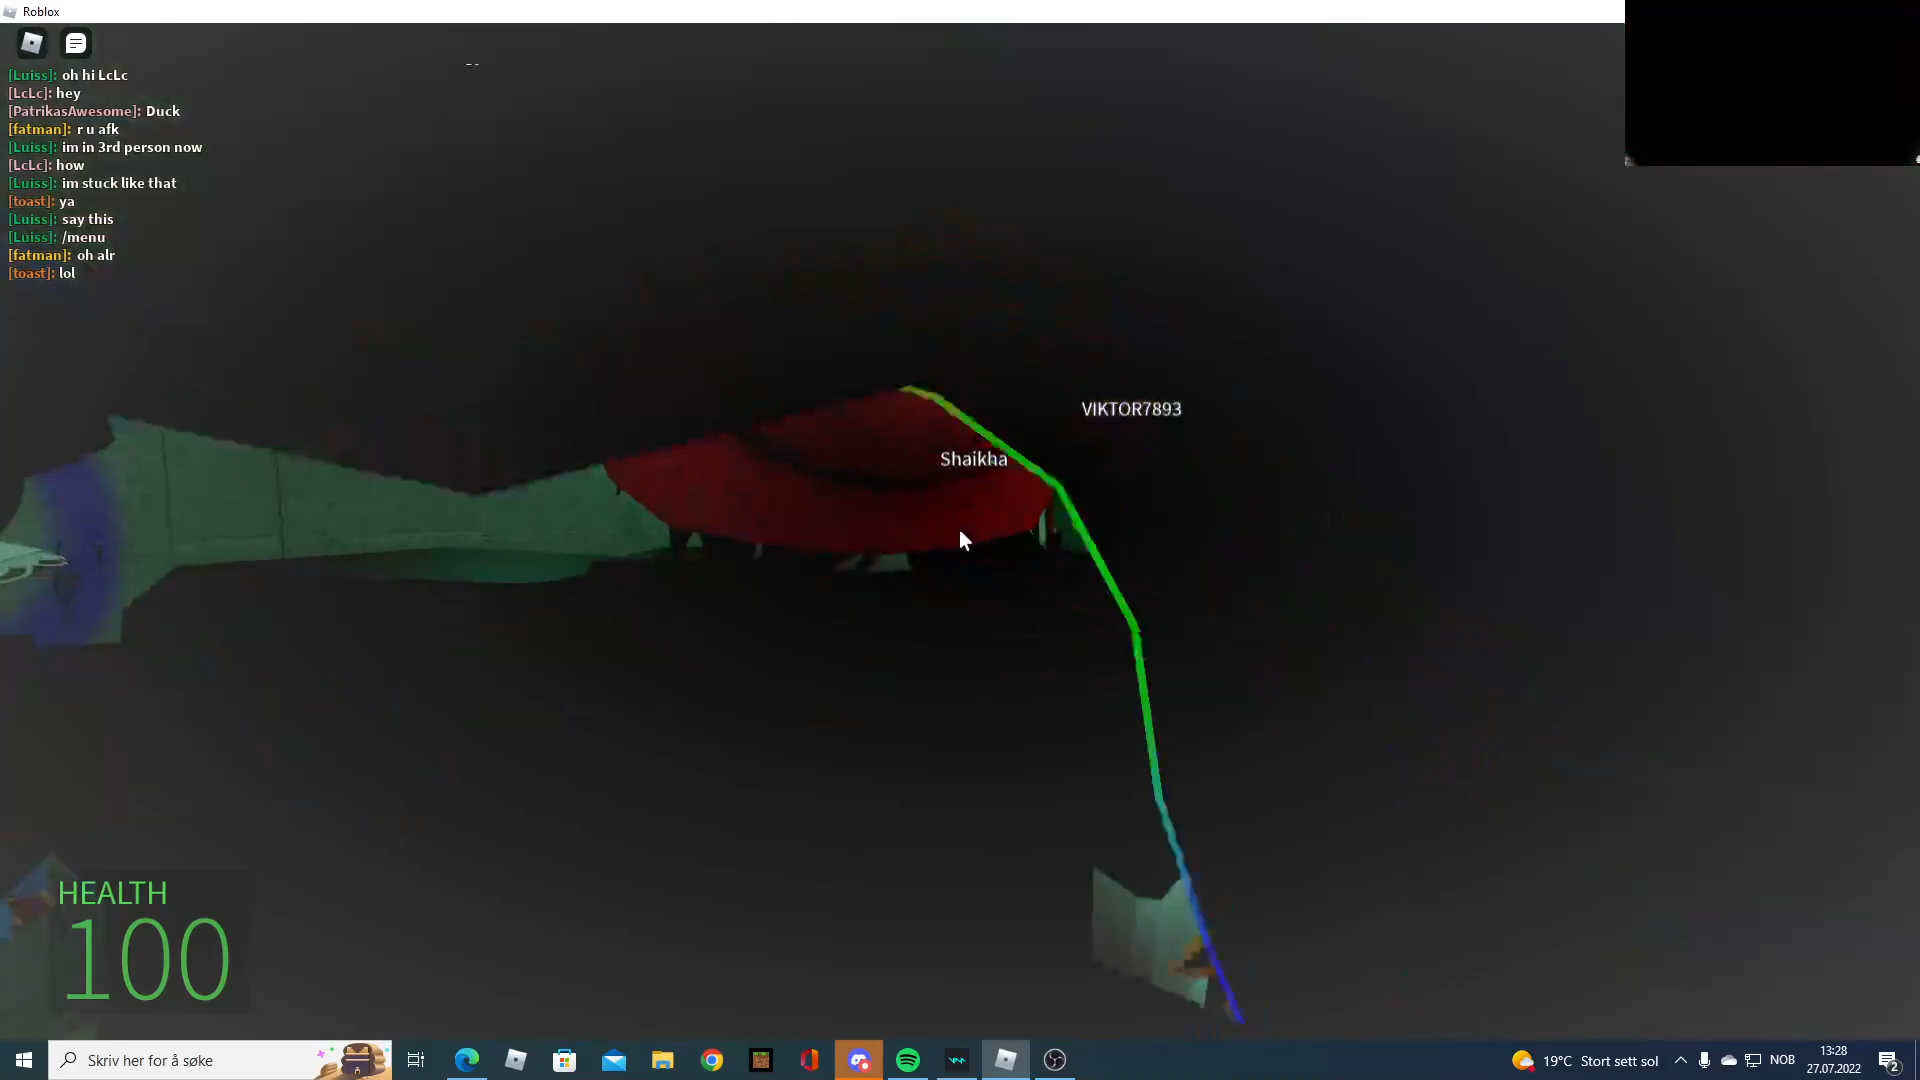 Roblox
[Luiss]: oh hi LcLc
[LcLc]: hey
[PatrikasAwesome]: Duck
[fatman]: r u afk
[Luiss]: im in 3rd person now
[LcLc]: how
[Luiss]: im stuck like that
[toast]: ya
[Luiss]: say this
[Luiss]: /menu
[fatman]: oh alr
[toast]: lol
VIKTOR7893
Shaikha
HEALTH
100
Skriv her for å søke
19°C Stort sett sol
NOB
13:28
27.07.2022
2